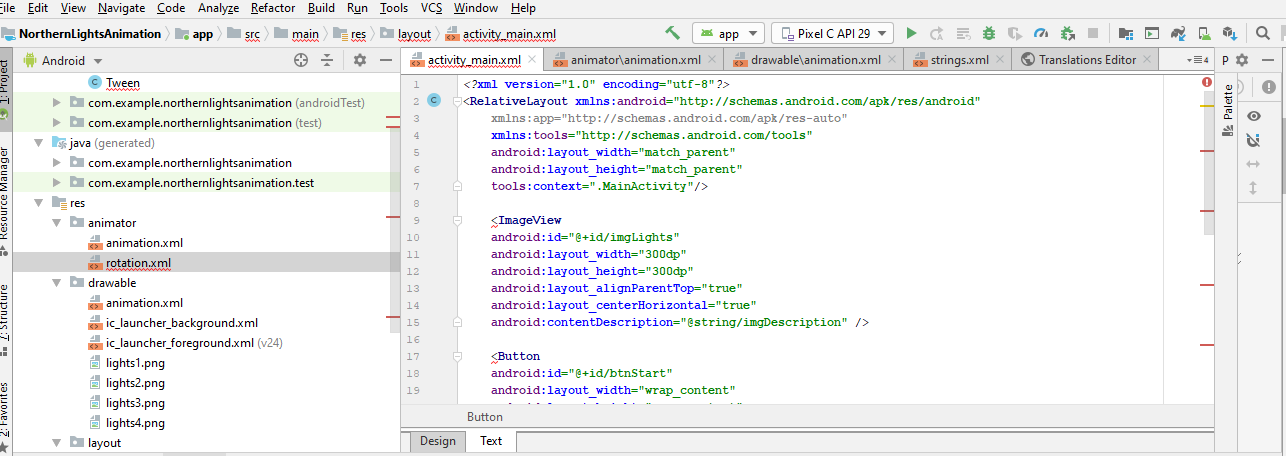 File Edit View Navigate Code Analyze Refactor Build Run Tools VCS Window Help
NorthernLightsAnimation app src main res layout activity_main.xml app Pixel C API 29
1: Project
Resource Manager
Z: Structure
2: Favorites
Android
Tween
com.example.northernlightsanimation (androidTest)
com.example.northernlightsanimation (test)
java (generated)
com.example.northernlightsanimation
com.example.northernlightsanimation.test
res
animator
animation.xml
rotation.xml
drawable
animation.xml
ic_launcher_background.xml
ic_launcher_foreground.xml (v24)
lights1.png
lights2.png
lights3.png
lights4.png
layout
activity_main.xml animator\animation.xml drawable\animation.xml strings.xml Translations Editor 4 P
1 <?xml version="1.0" encoding="utf-8"?>
2 <RelativeLayout xmlns:android="http://schemas.android.com/apk/res/android"
3 xmlns:app="http://schemas.android.com/apk/res-auto"
4 xmlns:tools="http://schemas.android.com/tools"
5 android:layout_width="match_parent"
6 android:layout_height="match_parent"
7 tools:context=".MainActivity"/>
8
9 <ImageView
10 android:id="@+id/imgLights"
11 android:layout_width="300dp"
12 android:layout_height="300dp"
13 android:layout_alignParentTop="true"
14 android:layout_centerHorizontal="true"
15 android:contentDescription="@string/imgDescription" />
16
17 <Button
18 android:id="@+id/btnStart"
19 android:layout_width="wrap_content"
Button
Design Text
Palette